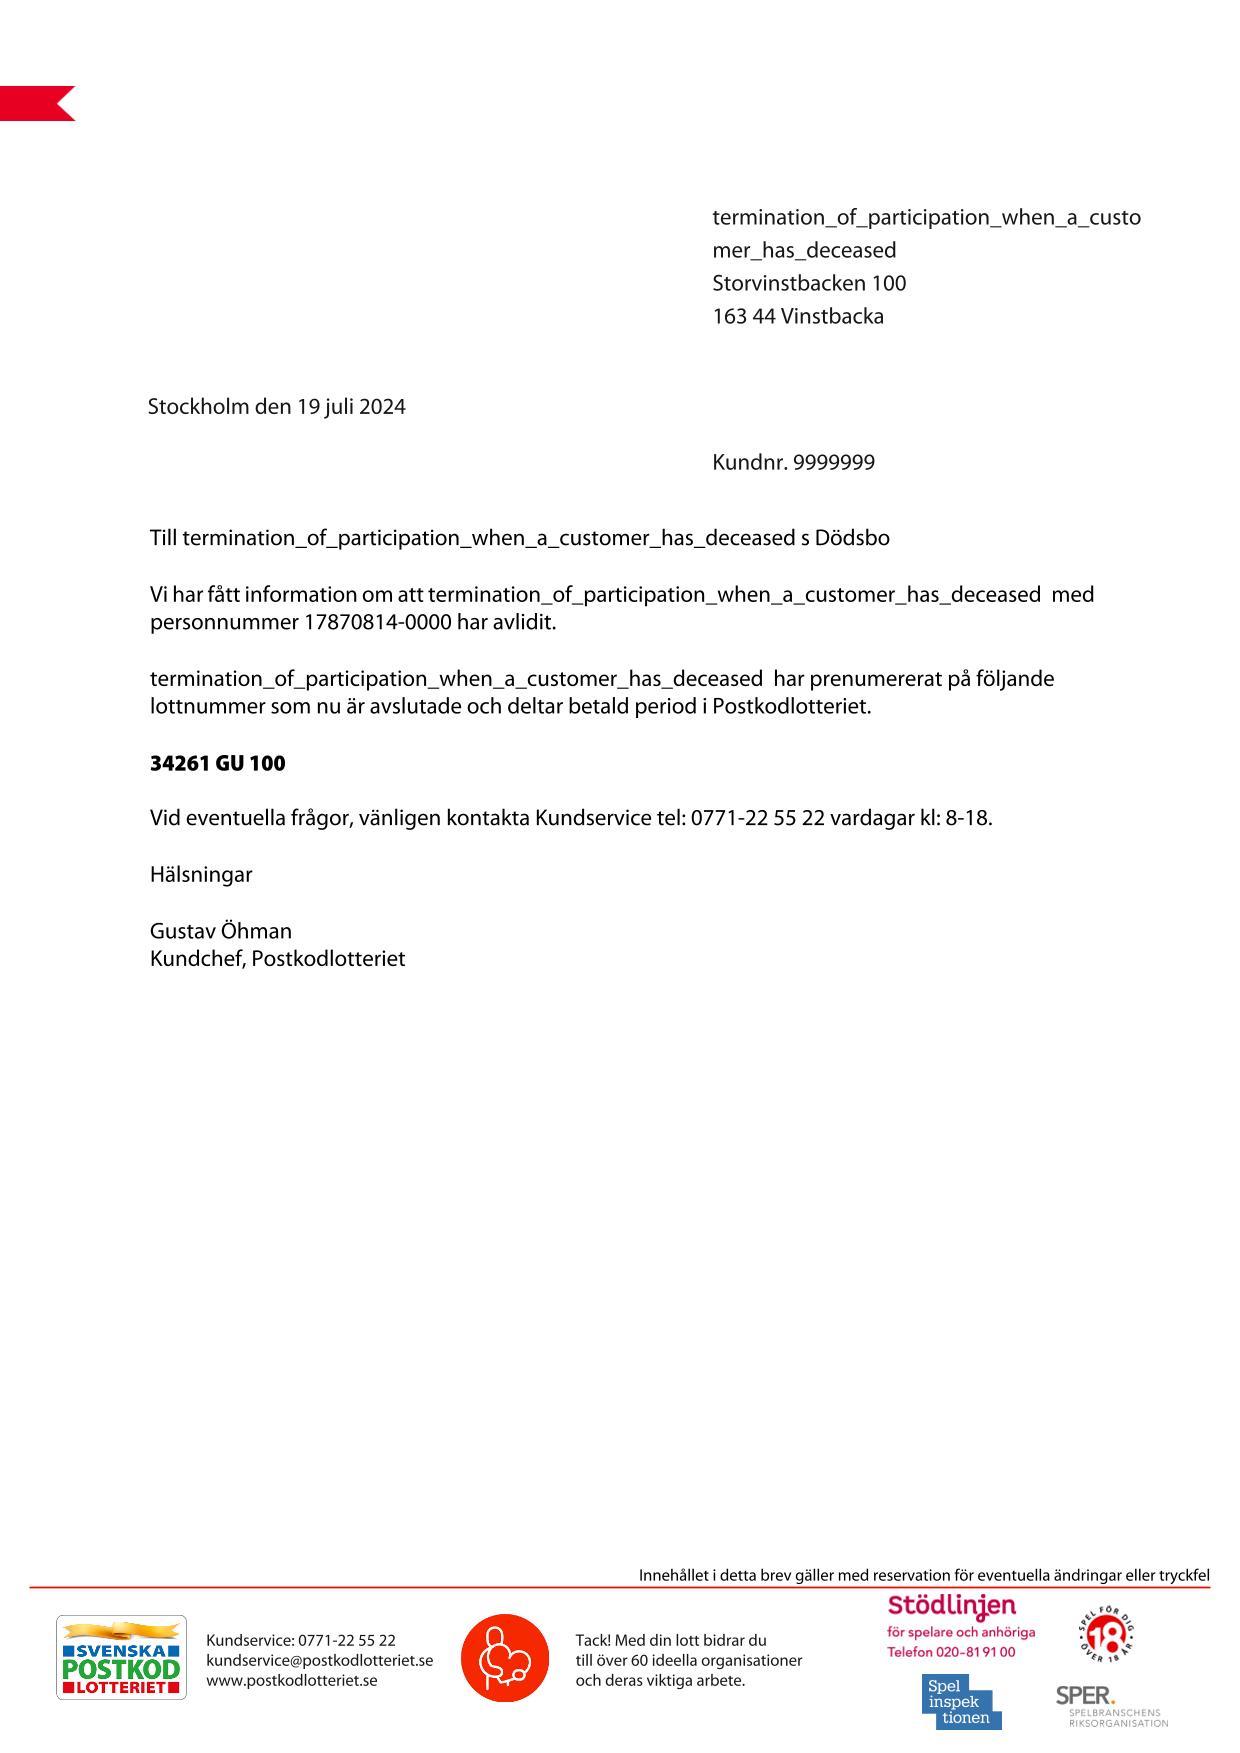 termination_of_participation_when_a_custo
mer_has_deceased
Storvinstbacken 100
163 44 Vinstbacka
Stockholm den 19 juli 2024
Kundnr. 9999999
Till termination_of_participation_when_a_customer_has_deceased s Dödsbo
Vi har fått information om att termination_of_participation_when_a_customer_has_deceased  med
personnummer 17870814-0000 har avlidit.
termination_of_participation_when_a_customer_has_deceased  har prenumererat på följande
lottnummer som nu är avslutade och deltar betald period i Postkodlotteriet.
34261 GU 100
Vid eventuella frågor, vänligen kontakta Kundservice tel: 0771-22 55 22 vardagar kl: 8-18.
Hälsningar
Gustav Öhman
Kundchef, Postkodlotteriet
Innehållet i detta brev gäller med reservation för eventuella ändringar eller tryckfel
SVENSKA
POSTKOD
LOTTERIET
Kundservice: 0771-22 55 22
kundservice@postkodlotteriet.se
www.postkodlotteriet.se
Tack! Med din lott bidrar du
till över 60 ideella organisationer
och deras viktiga arbete.
Stödlinjen
för spelare och anhöriga
Telefon 020-81 91 00
SPEL FÖR DIG
18
ÖVER 18 ÅR
Spel
inspek
tionen
SPER.
SPELBRANSCHENS
RIKSORGANISATION